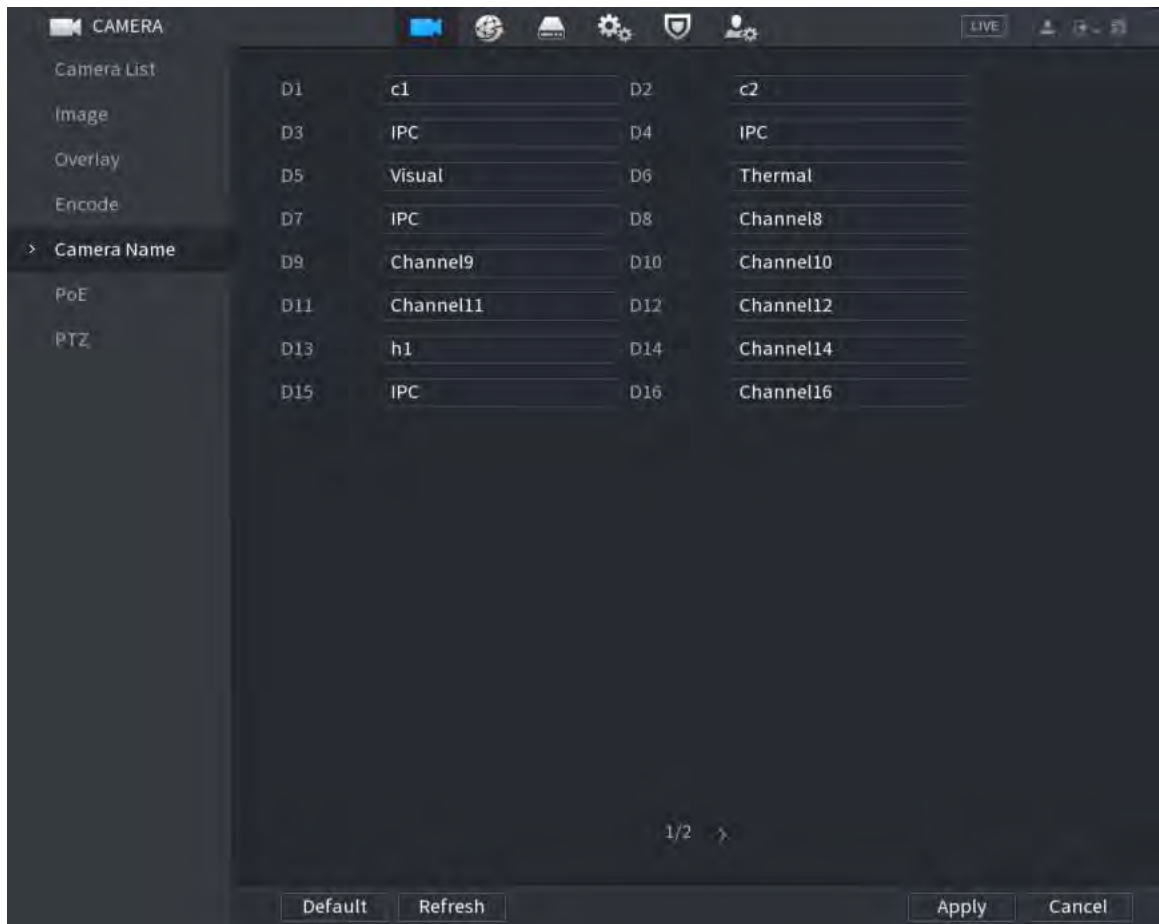 CAMERA LIVE
Camera List
Image
Overlay
Encode
> Camera Name
PoE
PTZ
D1 c1 D2 c2
D3 IPC D4 IPC
D5 Visual D6 Thermal
D7 IPC D8 Channel8
D9 Channel9 D10 Channel10
D11 Channel11 D12 Channel12
D13 h1 D14 Channel14
D15 IPC D16 Channel16
1/2 >
Default Refresh Apply Cancel